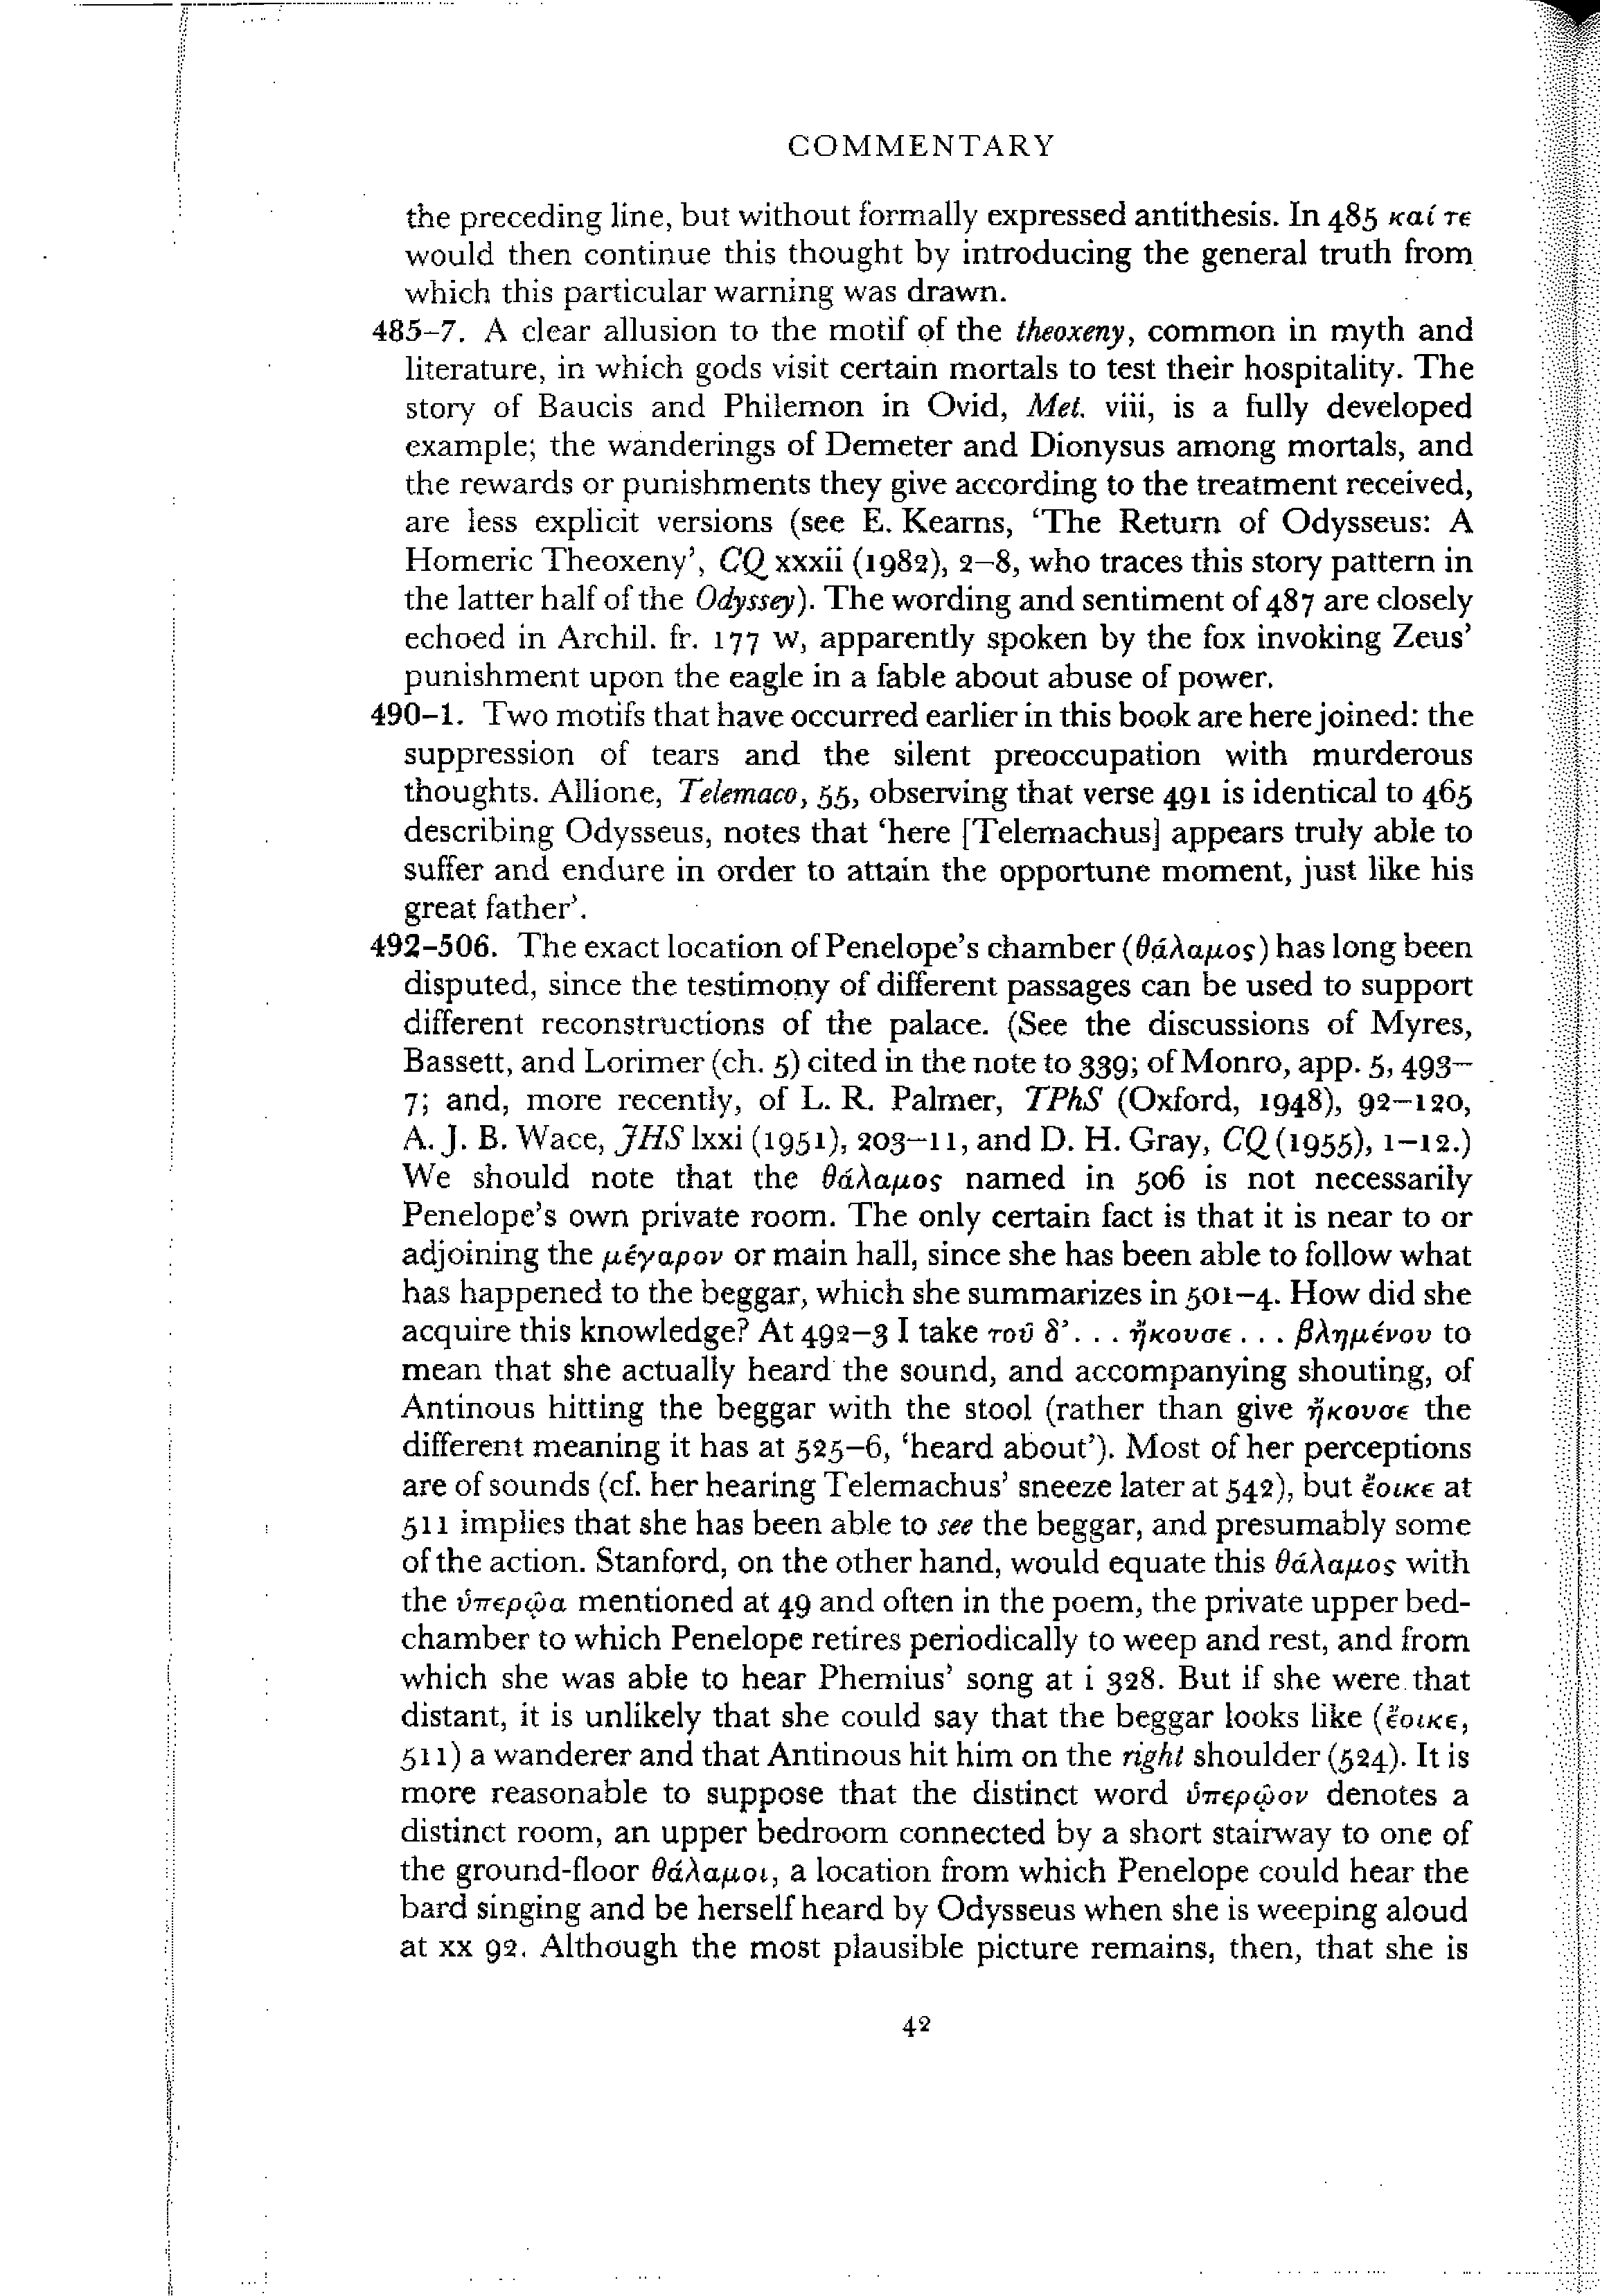 COMMENTARY
the preceding line, but without formally expressed antithesis. In 485 καί τε
would then continue this thought by introducing the general truth from
which this particular warning was drawn.
485–7. A clear allusion to the motif of the theoxeny, common in myth and
literature, in which gods visit certain mortals to test their hospitality. The
story of Baucis and Philemon in Ovid, Met. viii, is a fully developed
example; the wanderings of Demeter and Dionysus among mortals, and
the rewards or punishments they give according to the treatment received,
are less explicit versions (see E. Kearns, ‘The Return of Odysseus: A
Homeric Theoxeny’, CQ xxxii (1982), 2–8, who traces this story pattern in
the latter half of the Odyssey). The wording and sentiment of 487 are closely
echoed in Archil. fr. 177 W, apparently spoken by the fox invoking Zeus’
punishment upon the eagle in a fable about abuse of power.
490–1. Two motifs that have occurred earlier in this book are here joined: the
suppression of tears and the silent preoccupation with murderous
thoughts. Allione, Telemaco, 55, observing that verse 491 is identical to 465
describing Odysseus, notes that ‘here [Telemachus] appears truly able to
suffer and endure in order to attain the opportune moment, just like his
great father’.
492–506. The exact location of Penelope’s chamber (θάλαμος) has long been
disputed, since the testimony of different passages can be used to support
different reconstructions of the palace. (See the discussions of Myres,
Bassett, and Lorimer (ch. 5) cited in the note to 339; of Monro, app. 5, 493–
7; and, more recently, of L. R. Palmer, TPhS (Oxford, 1948), 92–120,
A. J. B. Wace, JHS lxxi (1951), 203–11, and D. H. Gray, CQ (1955), 1–12.)
We should note that the θάλαμος named in 506 is not necessarily
Penelope’s own private room. The only certain fact is that it is near to or
adjoining the μέγαρον or main hall, since she has been able to follow what
has happened to the beggar, which she summarizes in 501–4. How did she
acquire this knowledge? At 492–3 I take τοῦ δ’. . . ἤκουσε . . . βλημένου to
mean that she actually heard the sound, and accompanying shouting, of
Antinous hitting the beggar with the stool (rather than give ἤκουσε the
different meaning it has at 525–6, ‘heard about’). Most of her perceptions
are of sounds (cf. her hearing Telemachus’ sneeze later at 542), but ἔοικε at
511 implies that she has been able to see the beggar, and presumably some
of the action. Stanford, on the other hand, would equate this θάλαμος with
the ὑπερῷα mentioned at 49 and often in the poem, the private upper bed-
chamber to which Penelope retires periodically to weep and rest, and from
which she was able to hear Phemius’ song at i 328. But if she were that
distant, it is unlikely that she could say that the beggar looks like (ἔοικε,
511) a wanderer and that Antinous hit him on the right shoulder (524). It is
more reasonable to suppose that the distinct word ὑπερῷον denotes a
distinct room, an upper bedroom connected by a short stairway to one of
the ground-floor θάλαμοι, a location from which Penelope could hear the
bard singing and be herself heard by Odysseus when she is weeping aloud
at xx 92. Although the most plausible picture remains, then, that she is
42